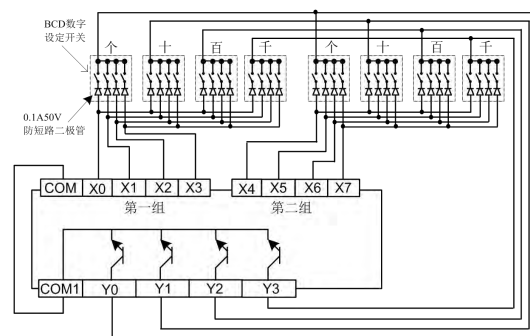 BCD数字
设定开关
个 十 百 千 个 十 百 千
0.1A50V
防短路二极管
COM X0 X1 X2 X3 X4 X5 X6 X7
第一组 第二组
COM1 Y0 Y1 Y2 Y3